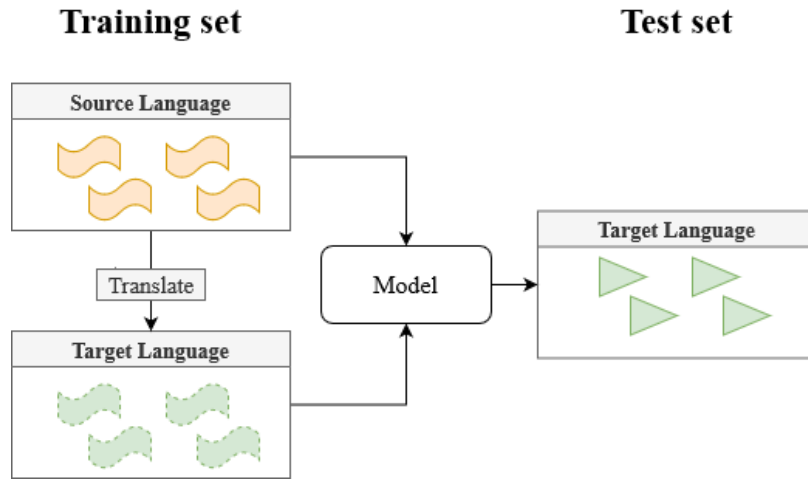 Training set
Test set
Source Language
Translate
Target Language
Model
Target Language